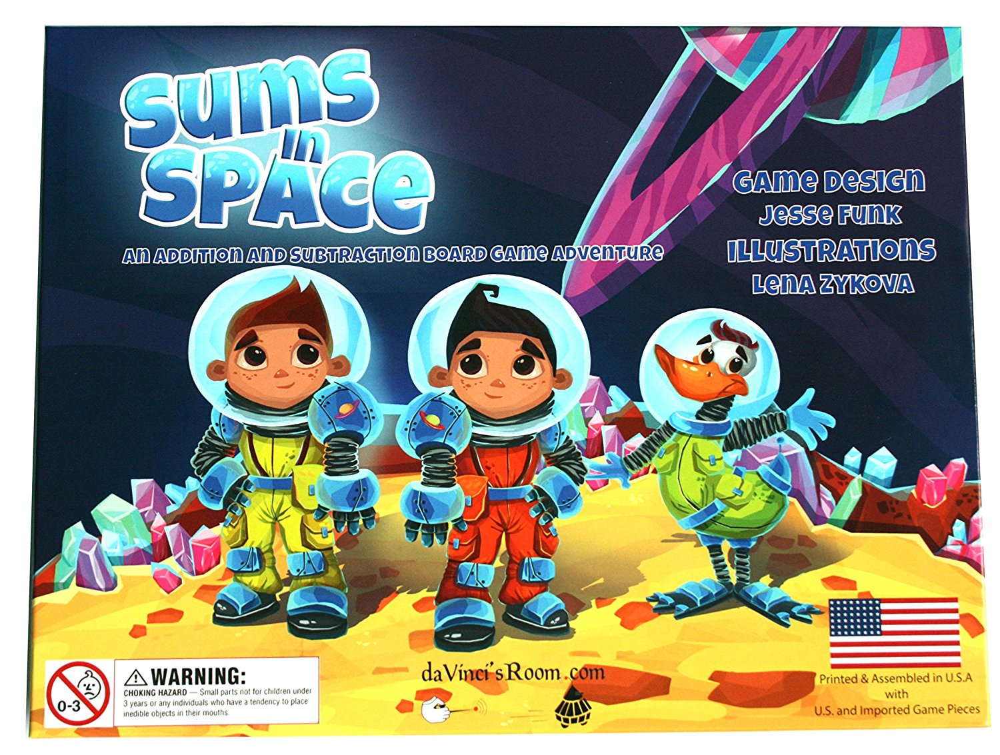 Sums
in
Space
An Addition and Subtraction Board Game Adventure
Game Design
Jesse Funk
Illustrations
Lena Zykova
0-3
WARNING:
CHOKING HAZARD — Small parts not for children under
3 years or any individuals who have a tendency to place
inedible objects in their mouths.
daVinci'sRoom.com
Printed & Assembled in U.S.A
with
U.S. and Imported Game Pieces